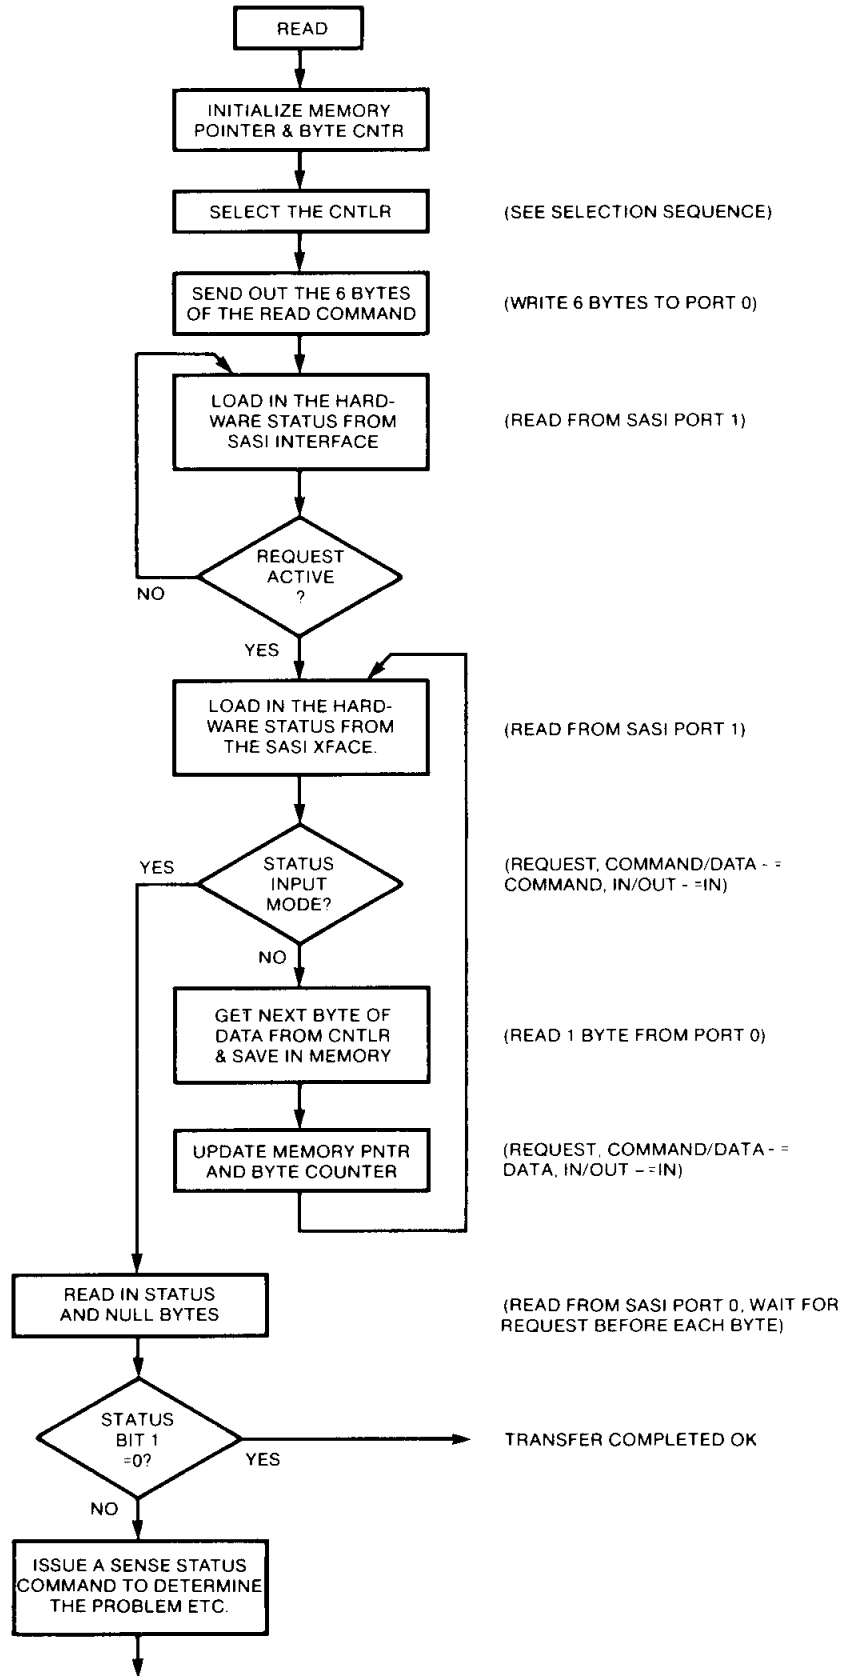 READ
INITIALIZE MEMORY
POINTER & BYTE CNTR
SELECT THE CNTLR
(SEE SELECTION SEQUENCE)
SEND OUT THE 6 BYTES
OF THE READ COMMAND
(WRITE 6 BYTES TO PORT 0)
LOAD IN THE HARD-
WARE STATUS FROM
SASI INTERFACE
(READ FROM SASI PORT 1)
REQUEST
ACTIVE
?
NO
YES
LOAD IN THE HARD-
WARE STATUS FROM
THE SASI XFACE.
(READ FROM SASI PORT 1)
YES
STATUS
INPUT
MODE?
(REQUEST, COMMAND/DATA - =
COMMAND, IN/OUT - =IN)
NO
GET NEXT BYTE OF
DATA FROM CNTLR
& SAVE IN MEMORY
(READ 1 BYTE FROM PORT 0)
UPDATE MEMORY PNTR
AND BYTE COUNTER
(REQUEST, COMMAND/DATA - =
DATA, IN/OUT – =IN)
READ IN STATUS
AND NULL BYTES
(READ FROM SASI PORT 0, WAIT FOR
REQUEST BEFORE EACH BYTE)
STATUS
BIT 1
=0?
YES
TRANSFER COMPLETED OK
NO
ISSUE A SENSE STATUS
COMMAND TO DETERMINE
THE PROBLEM ETC.